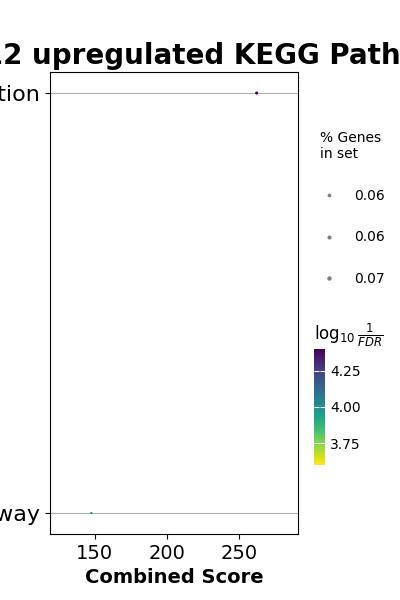 2 upregulated KEGG Path
tion
% Genes
in set
0.06
0.06
0.07
log10 1/FDR
4.25
4.00
3.75
way
150 200 250
Combined Score